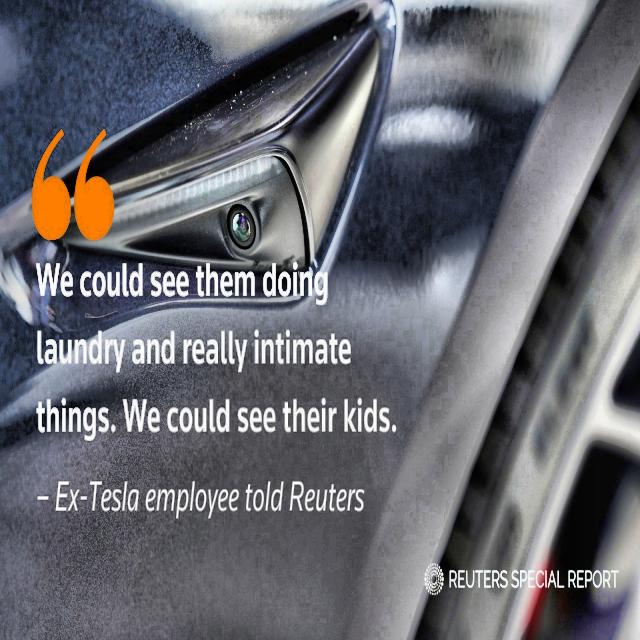 “
We could see them doing
laundry and really intimate
things. We could see their kids.
– Ex-Tesla employee told Reuters
REUTERS SPECIAL REPORT